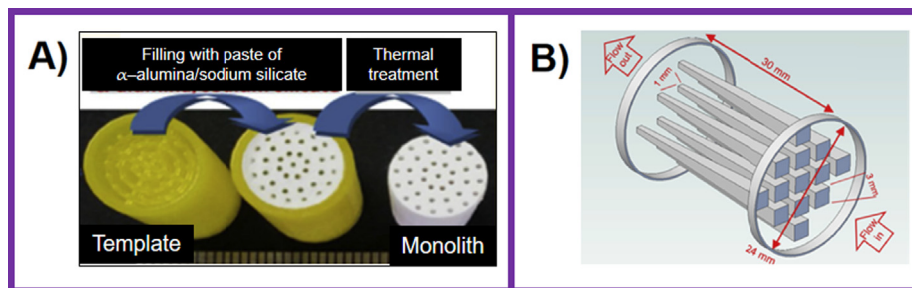 A)
Filling with paste of
α–alumina/sodium silicate
Thermal
treatment
Template
Monolith
B)
Flow
out
30 mm
1 mm
3 mm
24 mm
Flow
in